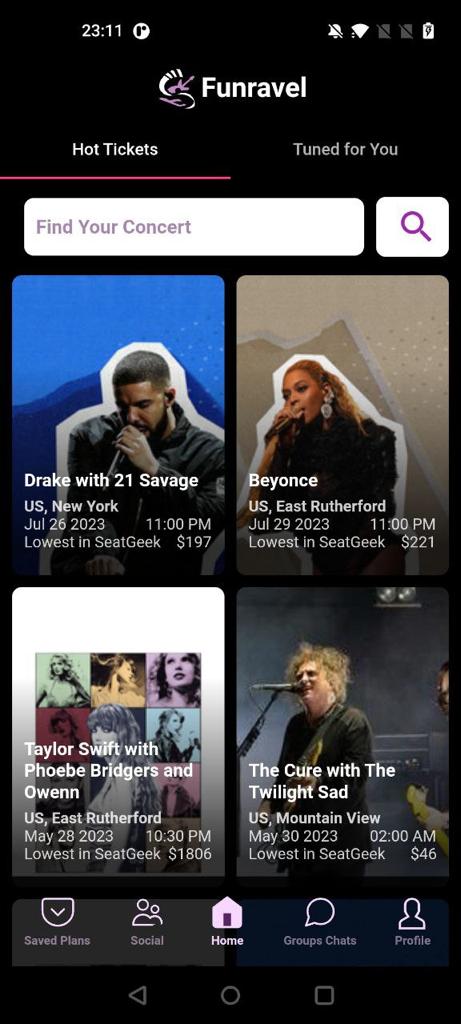 23:11
Funravel
Hot Tickets
Tuned for You
Find Your Concert
Drake with 21 Savage
US, New York
Jul 26 2023 11:00 PM
Lowest in SeatGeek $197
Beyonce
US, East Rutherford
Jul 29 2023 11:00 PM
Lowest in SeatGeek $221
Taylor Swift with
Phoebe Bridgers and
Owenn
US, East Rutherford
May 28 2023 10:30 PM
Lowest in SeatGeek $1806
The Cure with The
Twilight Sad
US, Mountain View
May 30 2023 02:00 AM
Lowest in SeatGeek $46
Saved Plans
Social
Home
Groups Chats
Profile